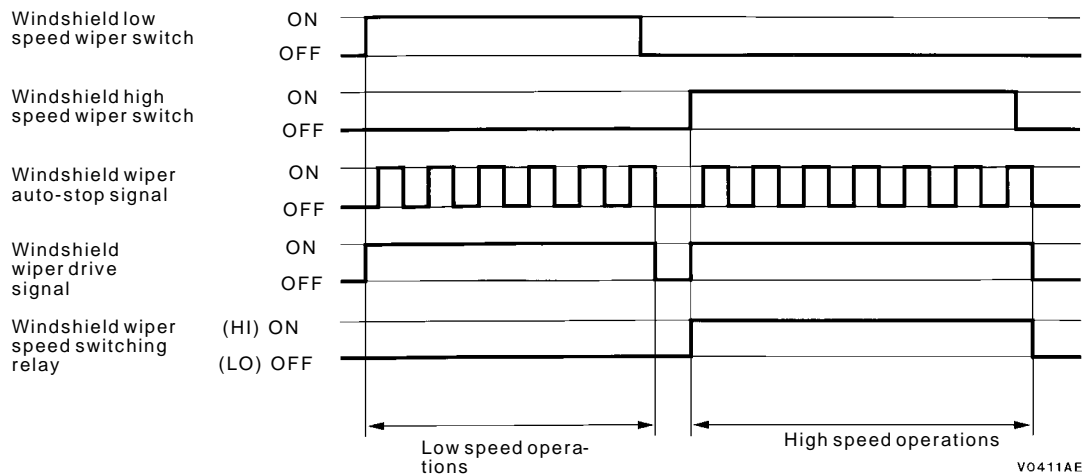 Windshield low
speed wiper switch
ON
OFF
Windshield high
speed wiper switch
ON
OFF
Windshield wiper
auto-stop signal
ON
OFF
Windshield
wiper drive
signal
ON
OFF
Windshield wiper
speed switching
relay
(HI) ON
(LO) OFF
Low speed opera-
tions
High speed operations
V0411AE